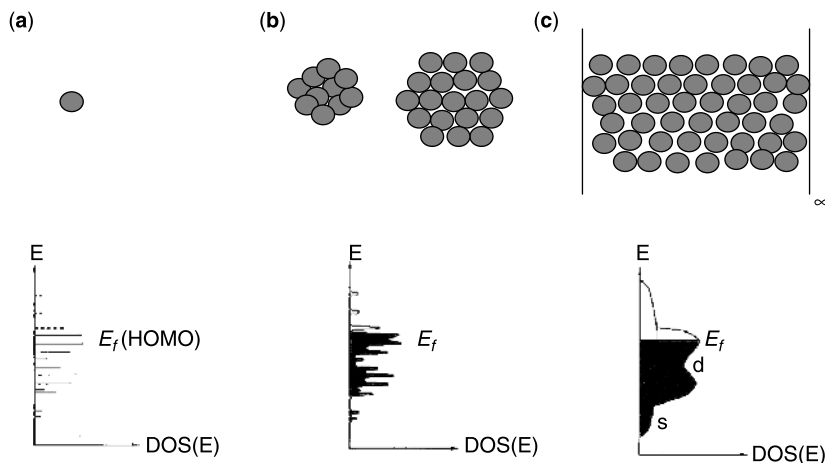 (a) (b) (c)
∞
E E E
E_f (HOMO) E_f E_f
d
s
DOS(E) DOS(E) DOS(E)